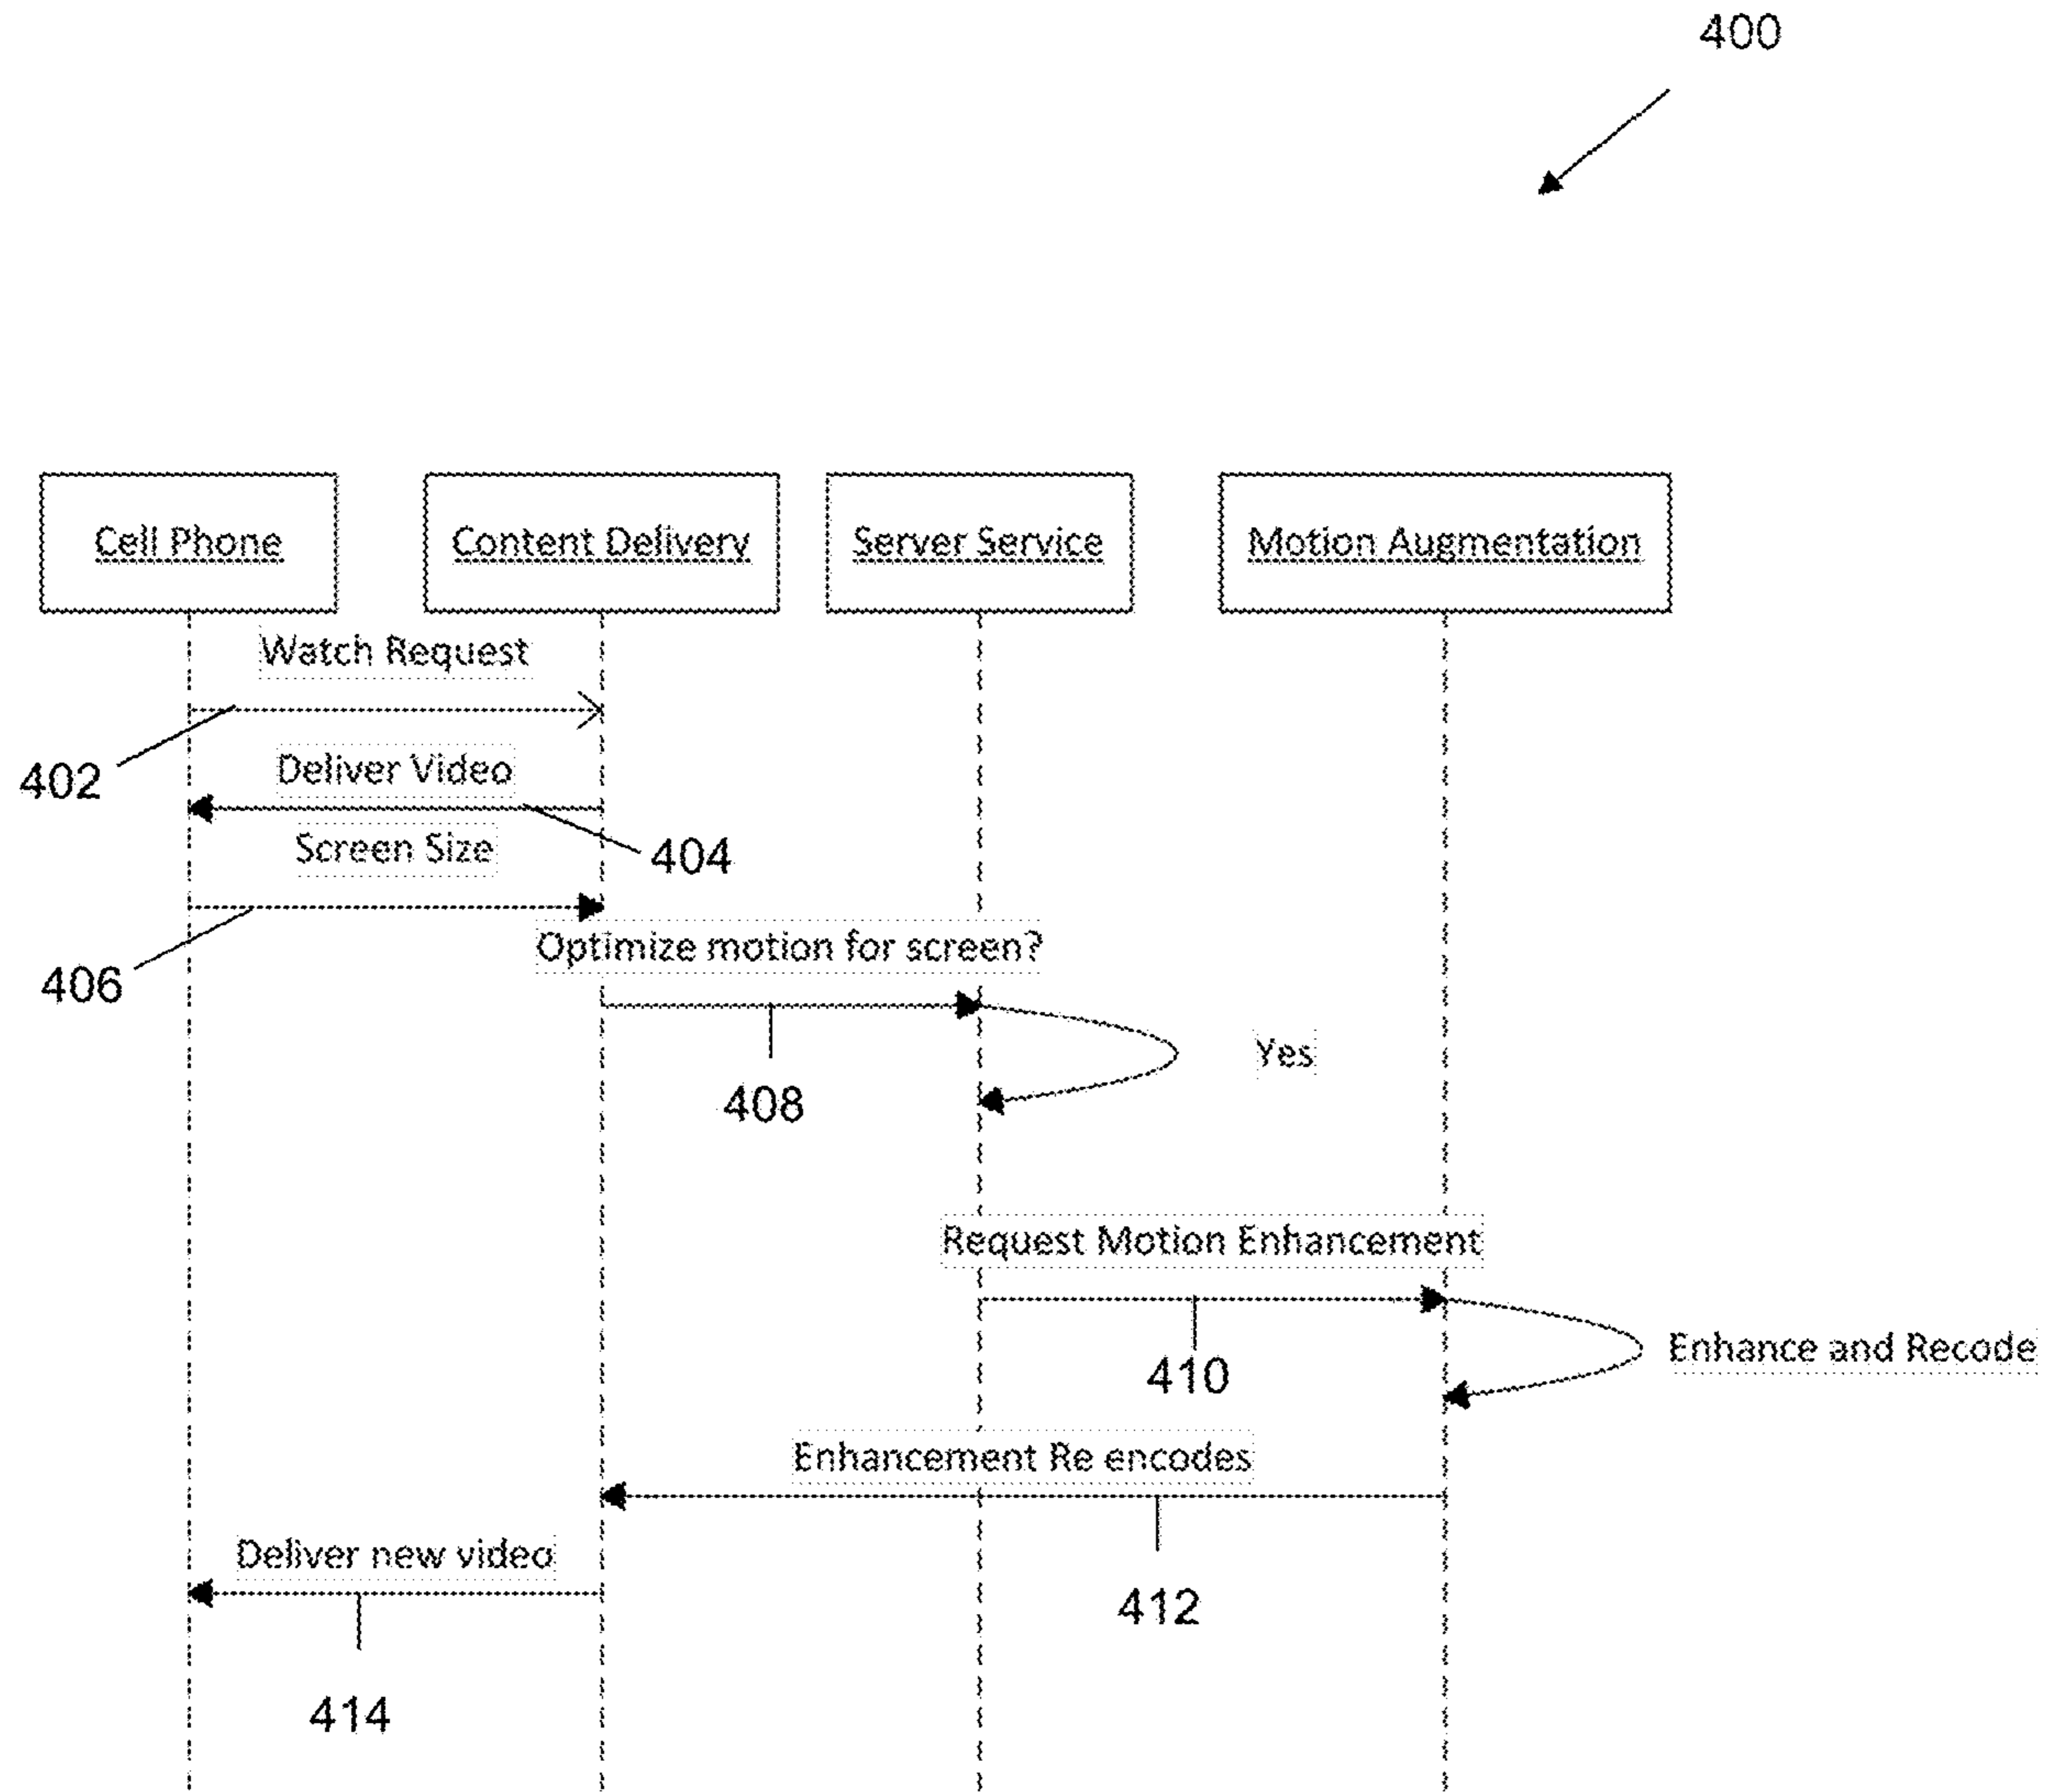 400
Cell Phone
Content Delivery
Server Service
Motion Augmentation
Watch Request
402
Deliver Video
404
Screen Size
406
Optimize motion for screen?
408
Yes
Request Motion Enhancement
410
Enhance and Recode
Enhancement Re encodes
412
Deliver new video
414